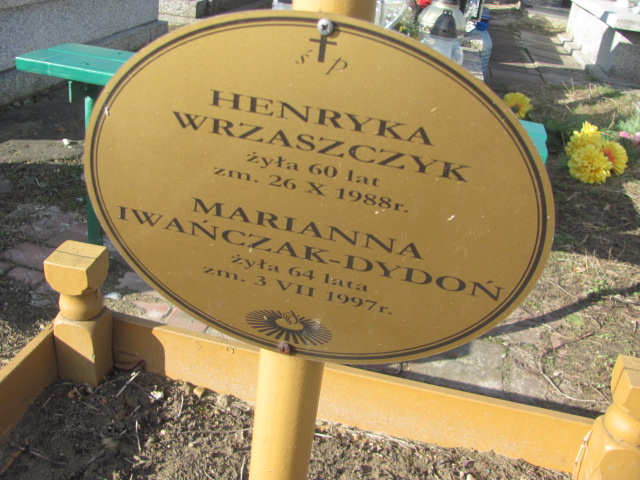 ś p
HENRYKA
WRZASZCZYK
żyła 60 lat
zm. 26 X 1988r.
MARIANNA
IWAŃCZAK-DYDOŃ
żyła 64 lata
zm. 3 VII 1997r.